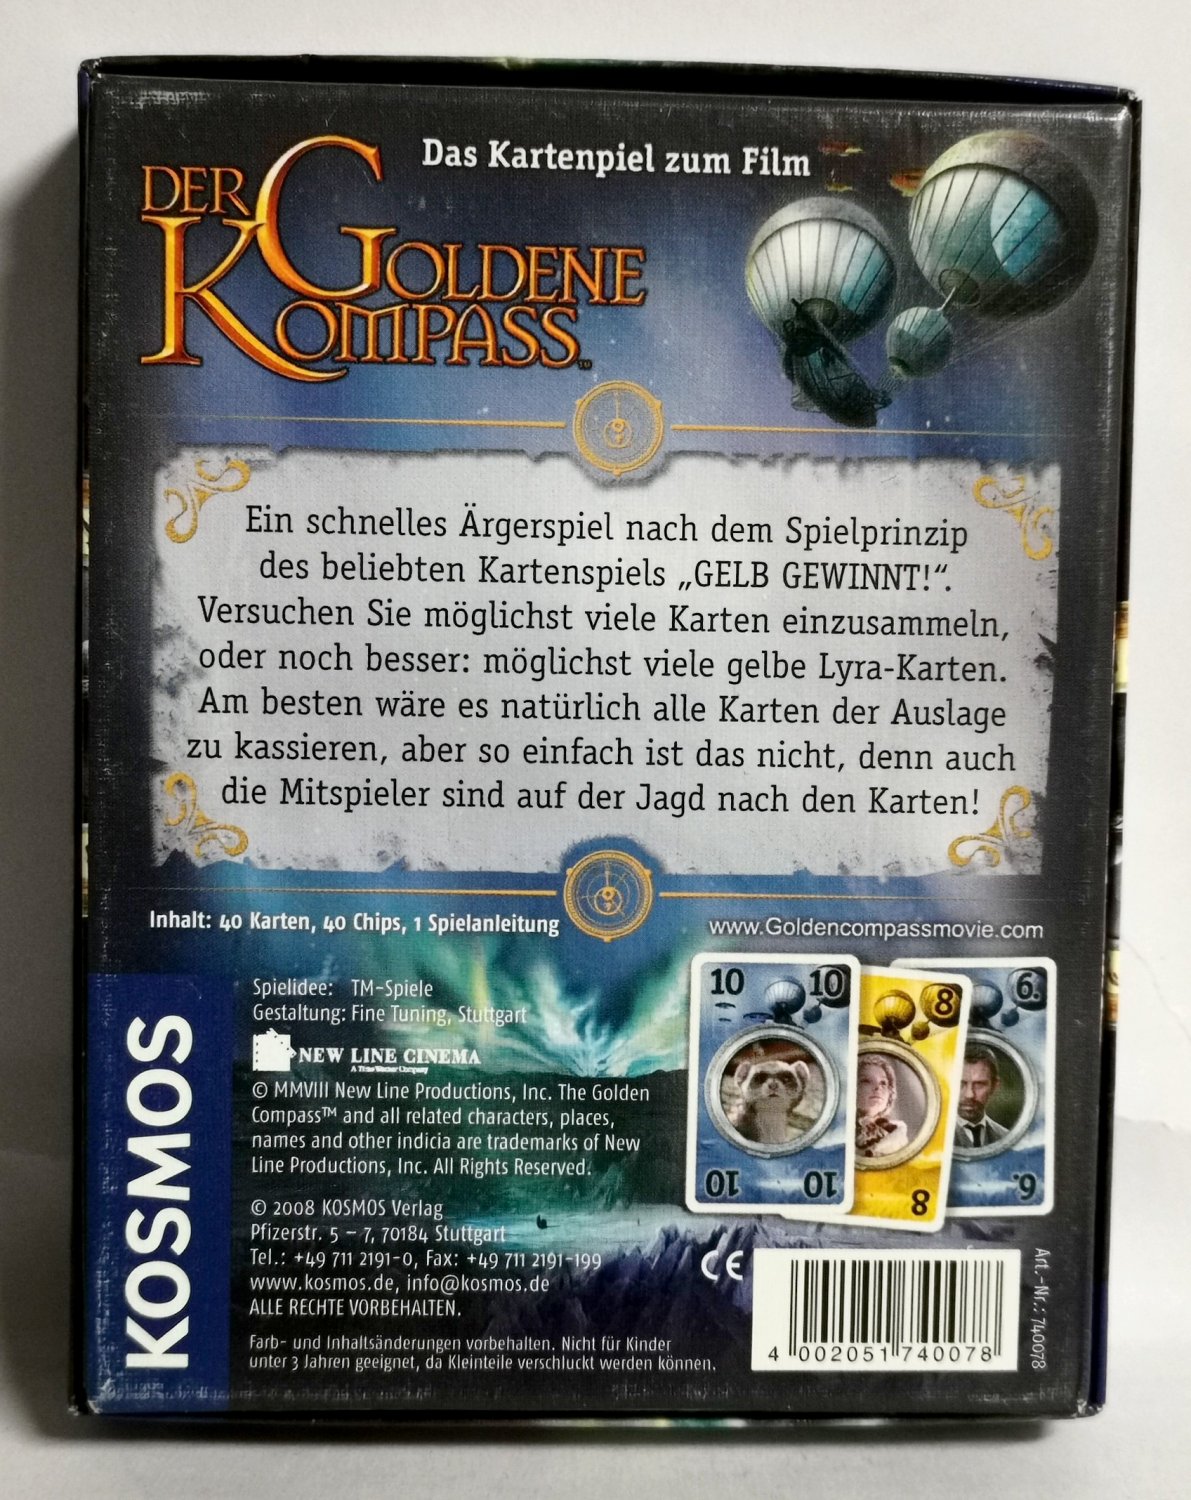 Das Kartenpiel zum Film
DER GOLDENE
KOMPASS™
Ein schnelles Ärgerspiel nach dem Spielprinzip
des beliebten Kartenspiels „GELB GEWINNT!“.
Versuchen Sie möglichst viele Karten einzusammeln,
oder noch besser: möglichst viele gelbe Lyra-Karten.
Am besten wäre es natürlich alle Karten der Auslage
zu kassieren, aber so einfach ist das nicht, denn auch
die Mitspieler sind auf der Jagd nach den Karten!
Inhalt: 40 Karten, 40 Chips, 1 Spielanleitung
www.Goldencompassmovie.com
KOSMOS
Spielidee: TM-Spiele
Gestaltung: Fine Tuning, Stuttgart
NEW LINE CINEMA
A Time Warner Company
© MMVIII New Line Productions, Inc. The Golden
Compass™ and all related characters, places,
names and other indicia are trademarks of New
Line Productions, Inc. All Rights Reserved.
© 2008 KOSMOS Verlag
Pfizerstr. 5 – 7, 70184 Stuttgart
Tel.: +49 711 2191-0, Fax: +49 711 2191-199
www.kosmos.de, info@kosmos.de
ALLE RECHTE VORBEHALTEN.
Farb- und Inhaltsänderungen vorbehalten. Nicht für Kinder
unter 3 Jahren geeignet, da Kleinteile verschluckt werden können.
10 10
10 10
8
8
6.
6.
CE
4 002051 740078
Art.-Nr.: 740078